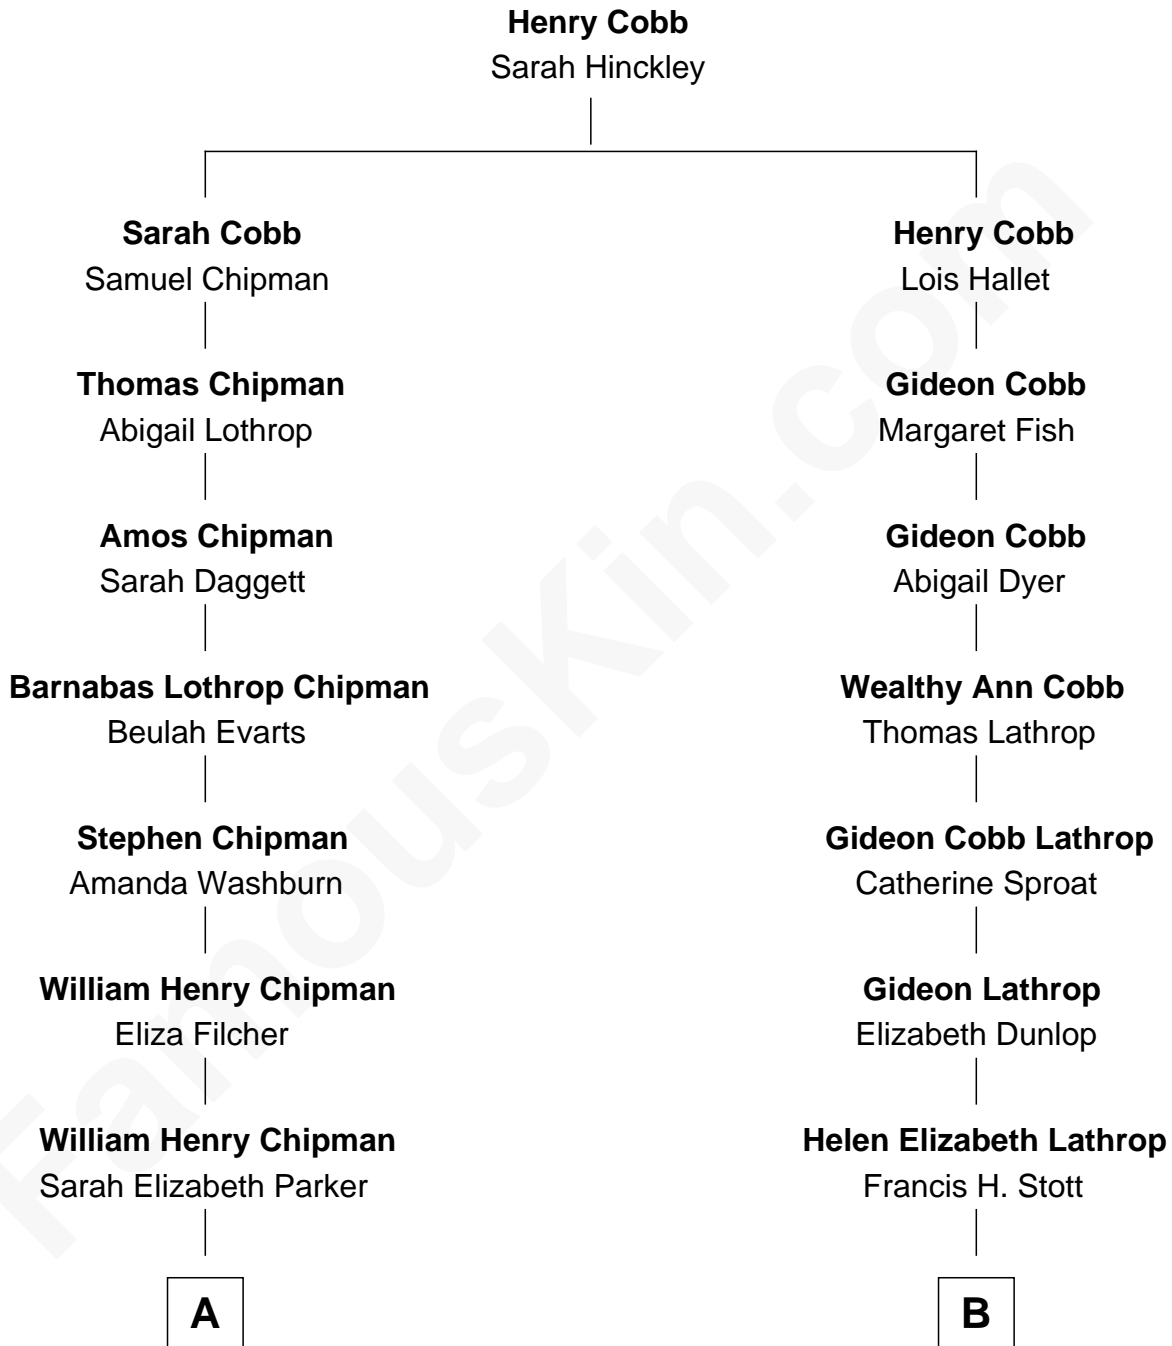 Henry Cobb
Sarah Hinckley
Sarah Cobb
Samuel Chipman
Henry Cobb
Lois Hallet
Thomas Chipman
Abigail Lothrop
Gideon Cobb
Margaret Fish
Amos Chipman
Sarah Daggett
Gideon Cobb
Abigail Dyer
Barnabas Lothrop Chipman
Beulah Evarts
Wealthy Ann Cobb
Thomas Lathrop
Stephen Chipman
Amanda Washburn
Gideon Cobb Lathrop
Catherine Sproat
William Henry Chipman
Eliza Filcher
Gideon Lathrop
Elizabeth Dunlop
William Henry Chipman
Sarah Elizabeth Parker
Helen Elizabeth Lathrop
Francis H. Stott
A
B
FamousKin.com